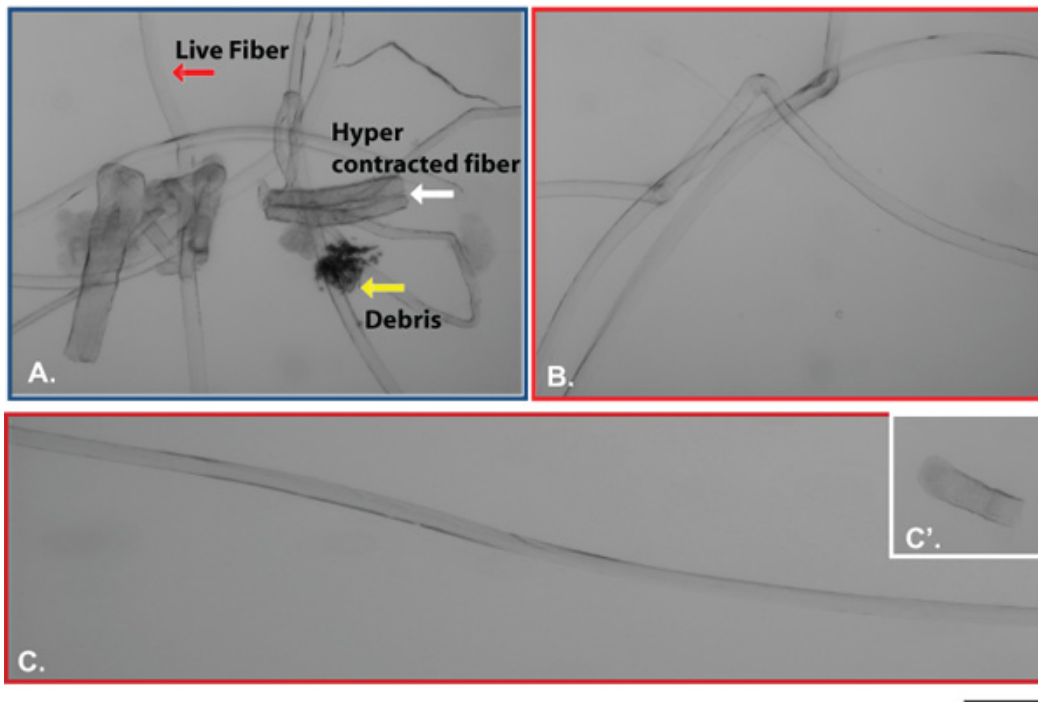 Live Fiber
Hyper
contracted fiber
Debris
A.
B.
C'.
C.